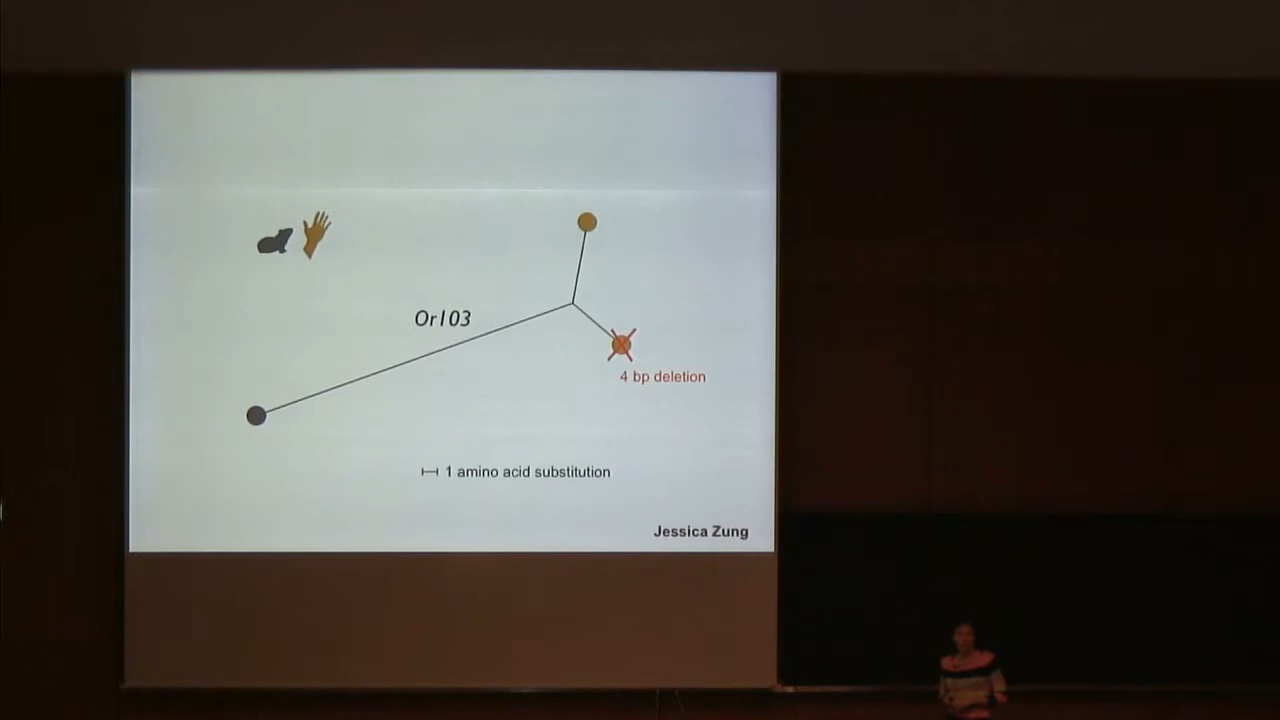 Or103
4 bp deletion
1 amino acid substitution
Jessica Zung